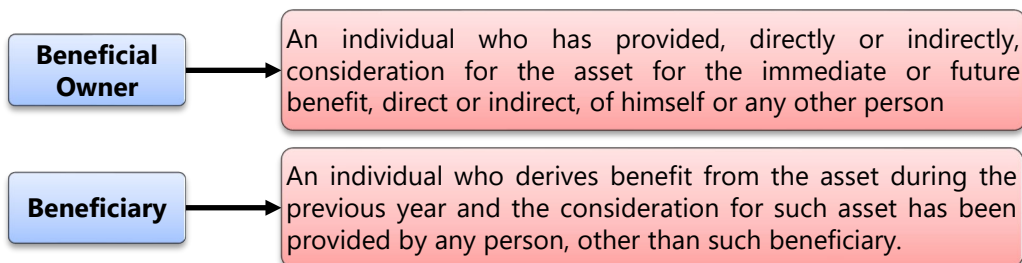 Beneficial
Owner
An individual who has provided, directly or indirectly,
consideration for the asset for the immediate or future
benefit, direct or indirect, of himself or any other person
Beneficiary
An individual who derives benefit from the asset during the
previous year and the consideration for such asset has been
provided by any person, other than such beneficiary.